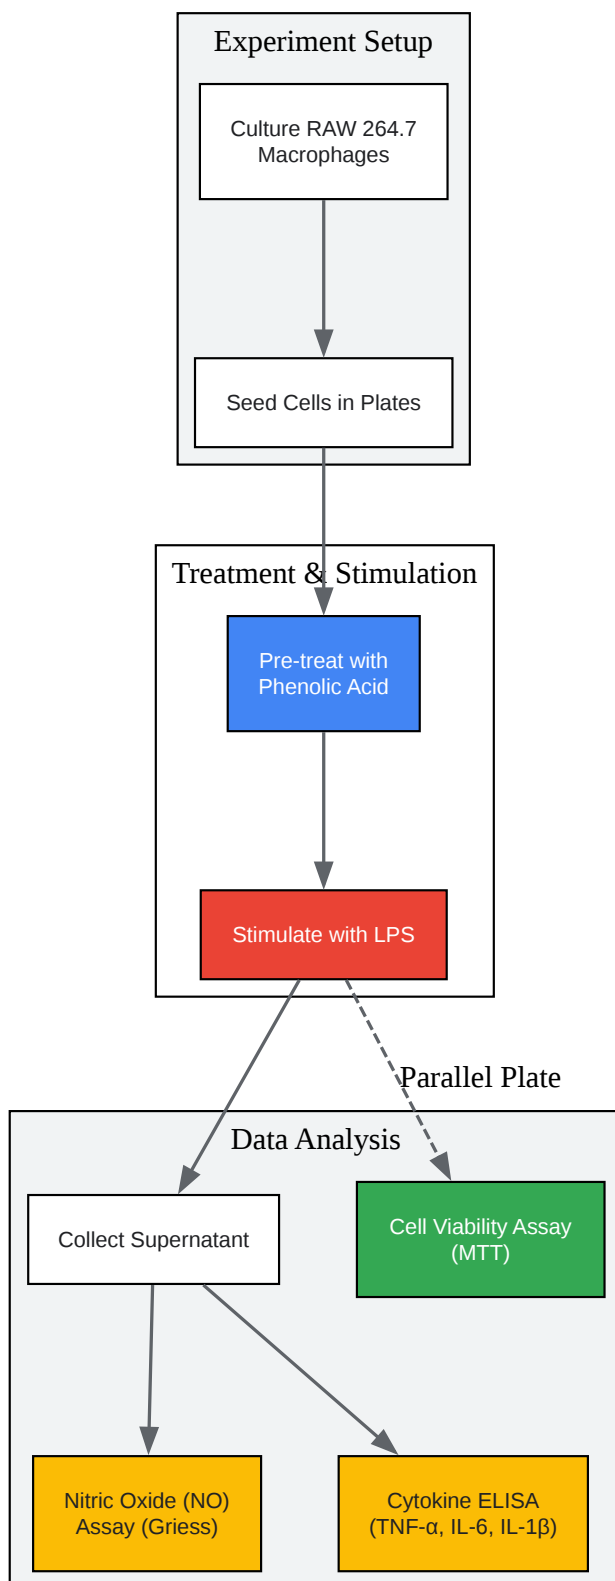 Experiment Setup
Culture RAW 264.7
Macrophages
Seed Cells in Plates
Treatment & Stimulation
Pre-treat with
Phenolic Acid
Stimulate with LPS
Parallel Plate
Data Analysis
Collect Supernatant
Cell Viability Assay
(MTT)
Nitric Oxide (NO)
Assay (Griess)
Cytokine ELISA
(TNF-α, IL-6, IL-1β)